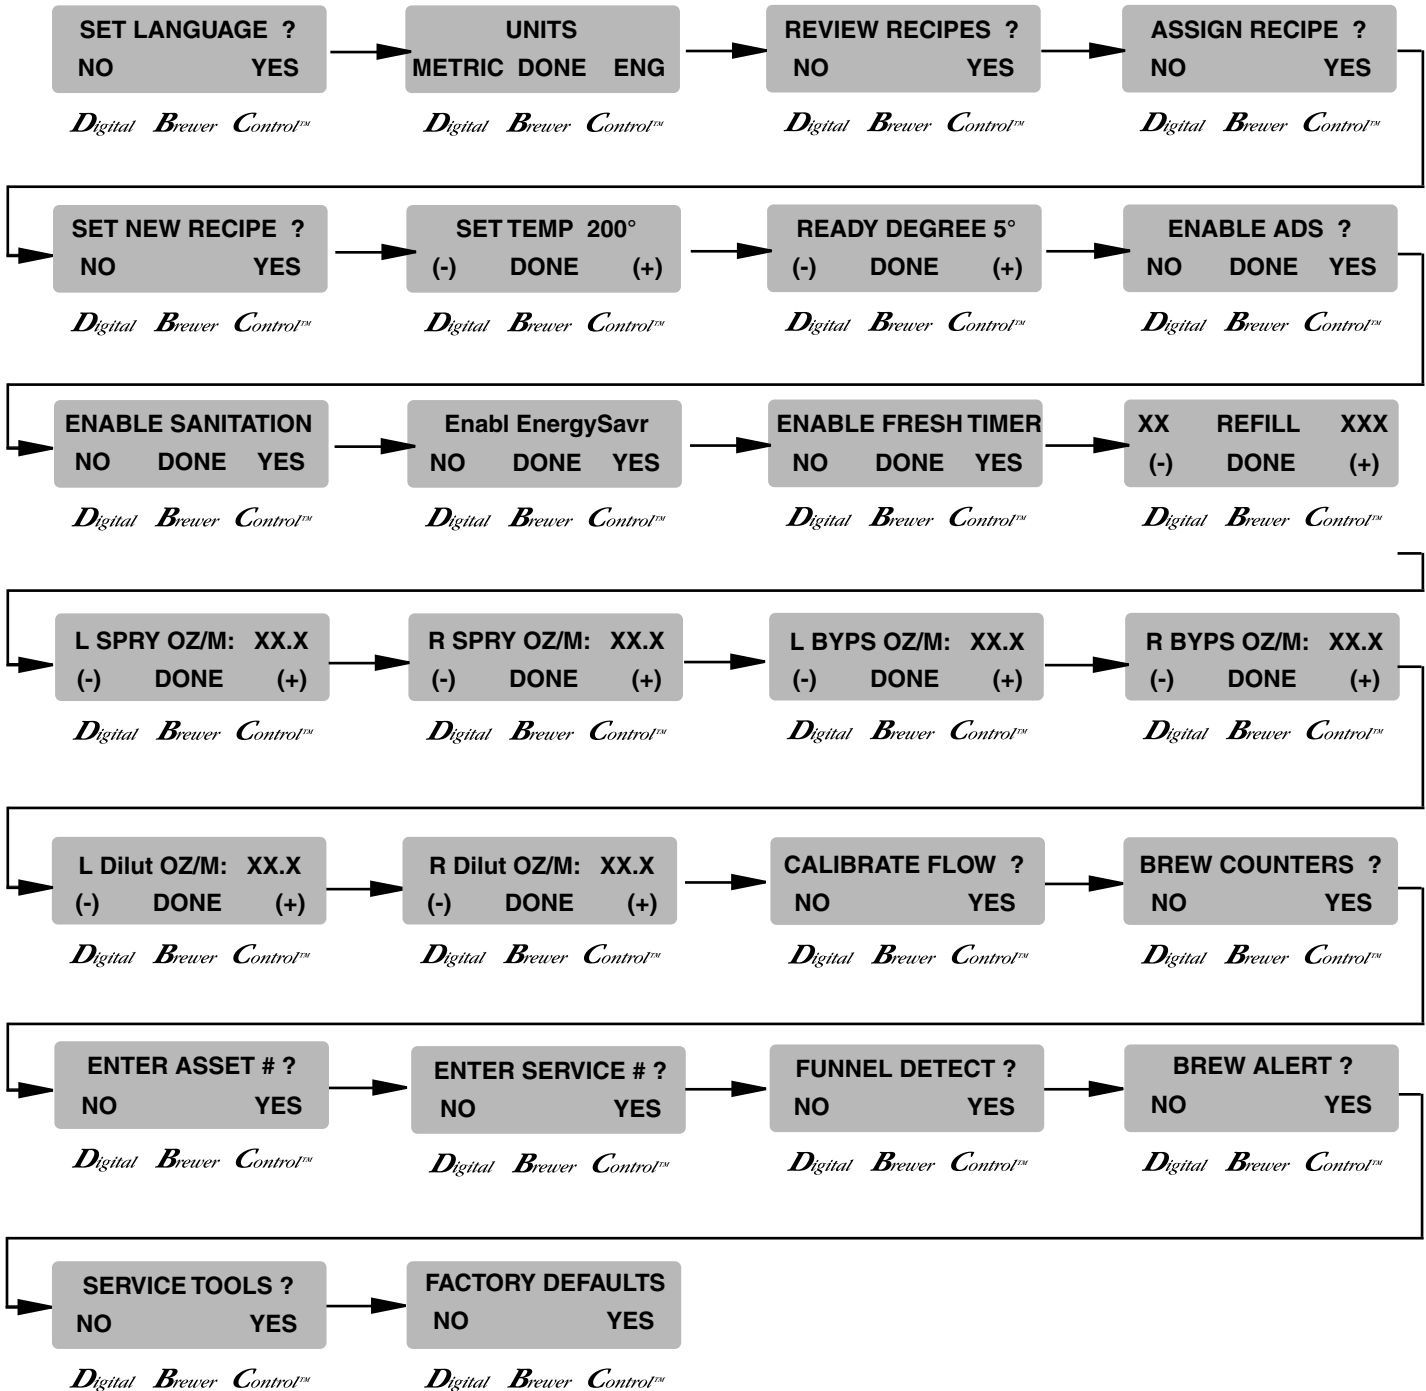 SET LANGUAGE ?
NO YES
Digital Brewer Control™
UNITS
METRIC DONE ENG
Digital Brewer Control™
REVIEW RECIPES ?
NO YES
Digital Brewer Control™
ASSIGN RECIPE ?
NO YES
Digital Brewer Control™
SET NEW RECIPE ?
NO YES
Digital Brewer Control™
SET TEMP 200°
(-) DONE (+)
Digital Brewer Control™
READY DEGREE 5°
(-) DONE (+)
Digital Brewer Control™
ENABLE ADS ?
NO DONE YES
Digital Brewer Control™
ENABLE SANITATION
NO DONE YES
Digital Brewer Control™
Enabl EnergySavr
NO DONE YES
Digital Brewer Control™
ENABLE FRESH TIMER
NO DONE YES
Digital Brewer Control™
XX REFILL XXX
(-) DONE (+)
Digital Brewer Control™
L SPRY OZ/M: XX.X
(-) DONE (+)
Digital Brewer Control™
R SPRY OZ/M: XX.X
(-) DONE (+)
Digital Brewer Control™
L BYPS OZ/M: XX.X
(-) DONE (+)
Digital Brewer Control™
R BYPS OZ/M: XX.X
(-) DONE (+)
Digital Brewer Control™
L Dilut OZ/M: XX.X
(-) DONE (+)
Digital Brewer Control™
R Dilut OZ/M: XX.X
(-) DONE (+)
Digital Brewer Control™
CALIBRATE FLOW ?
NO YES
Digital Brewer Control™
BREW COUNTERS ?
NO YES
Digital Brewer Control™
ENTER ASSET # ?
NO YES
Digital Brewer Control™
ENTER SERVICE # ?
NO YES
Digital Brewer Control™
FUNNEL DETECT ?
NO YES
Digital Brewer Control™
BREW ALERT ?
NO YES
Digital Brewer Control™
SERVICE TOOLS ?
NO YES
Digital Brewer Control™
FACTORY DEFAULTS
NO YES
Digital Brewer Control™